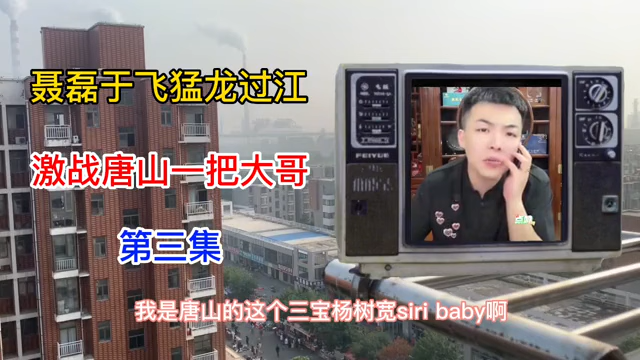 聂磊于飞猛龙过江
激战唐山一把大哥
第三集
FEIYUE
我是唐山的这个三宝杨树宽siri baby啊